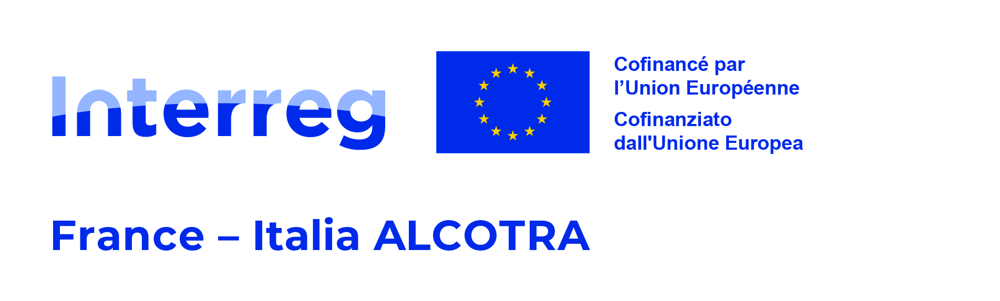 Interreg
Cofinancé par
l’Union Européenne
Cofinanziato
dall'Unione Europea
France – Italia ALCOTRA